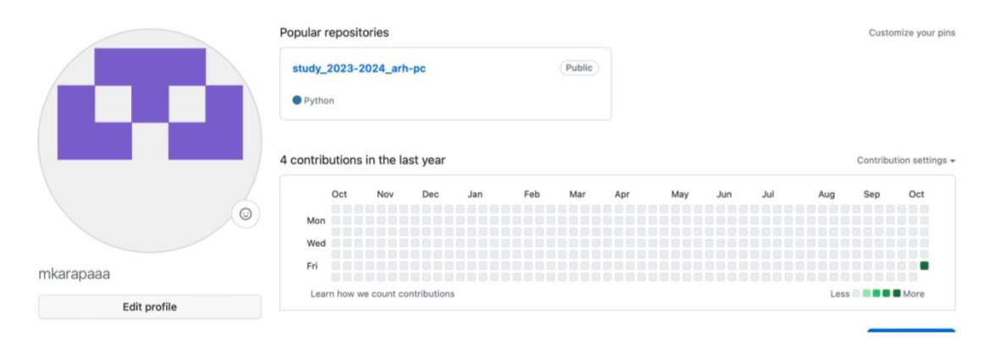 Popular repositories
Customize your pins
study_2023-2024_arh-pc
Public
Python
4 contributions in the last year
Contribution settings
Oct Nov Dec Jan Feb Mar Apr May Jun Jul Aug Sep Oct
Mon
Wed
Fri
Learn how we count contributions
Less More
mkarapaaa
Edit profile